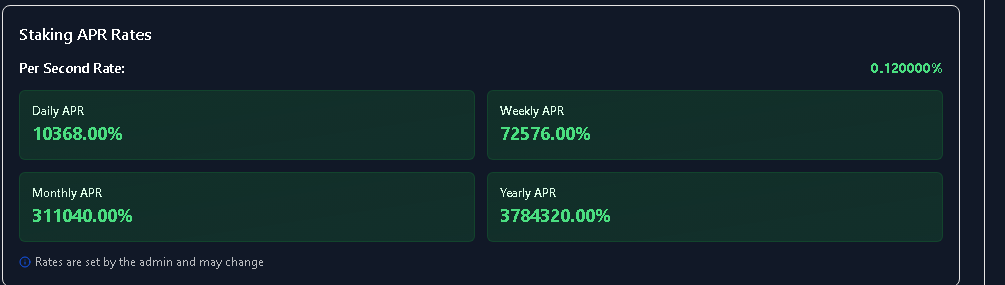 Staking APR Rates
Per Second Rate: 0.120000%
Daily APR
10368.00%
Weekly APR
72576.00%
Monthly APR
311040.00%
Yearly APR
3784320.00%
Rates are set by the admin and may change